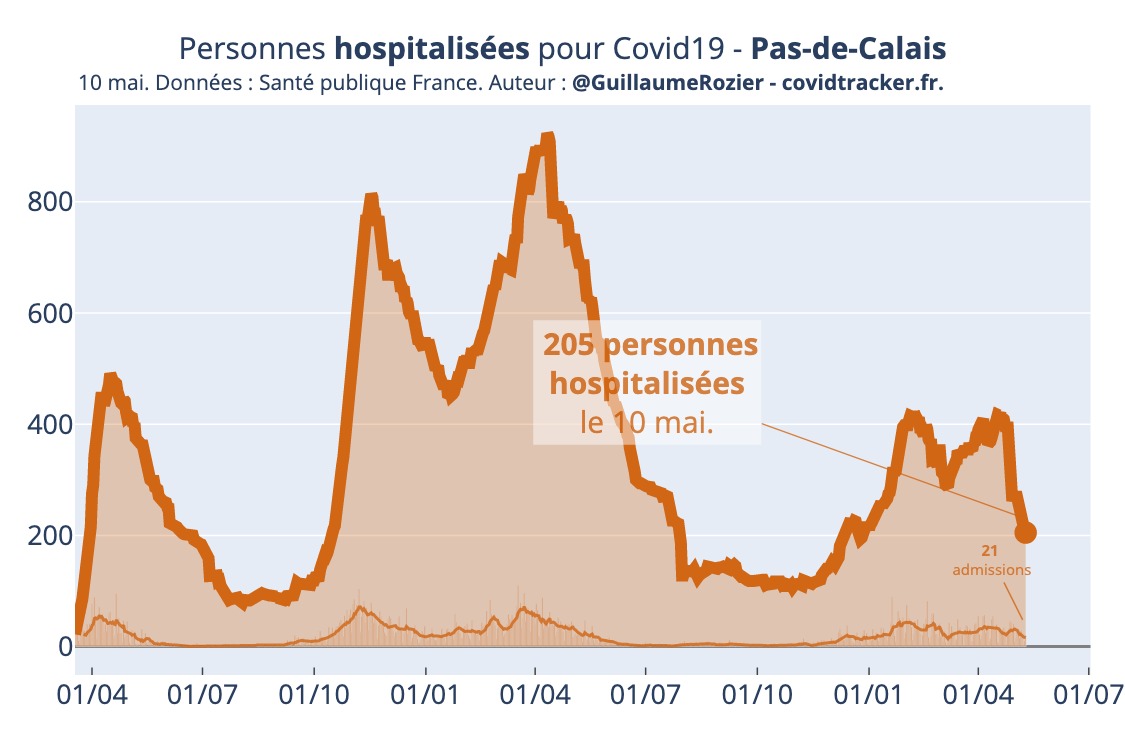 Personnes hospitalisées pour Covid19 - Pas-de-Calais
10 mai. Données : Santé publique France. Auteur : @GuillaumeRozier - covidtracker.fr.
800
600
400
200
0
205 personnes
hospitalisées
le 10 mai.
21
admissions
01/04 01/07 01/10 01/01 01/04 01/07 01/10 01/01 01/04 01/07